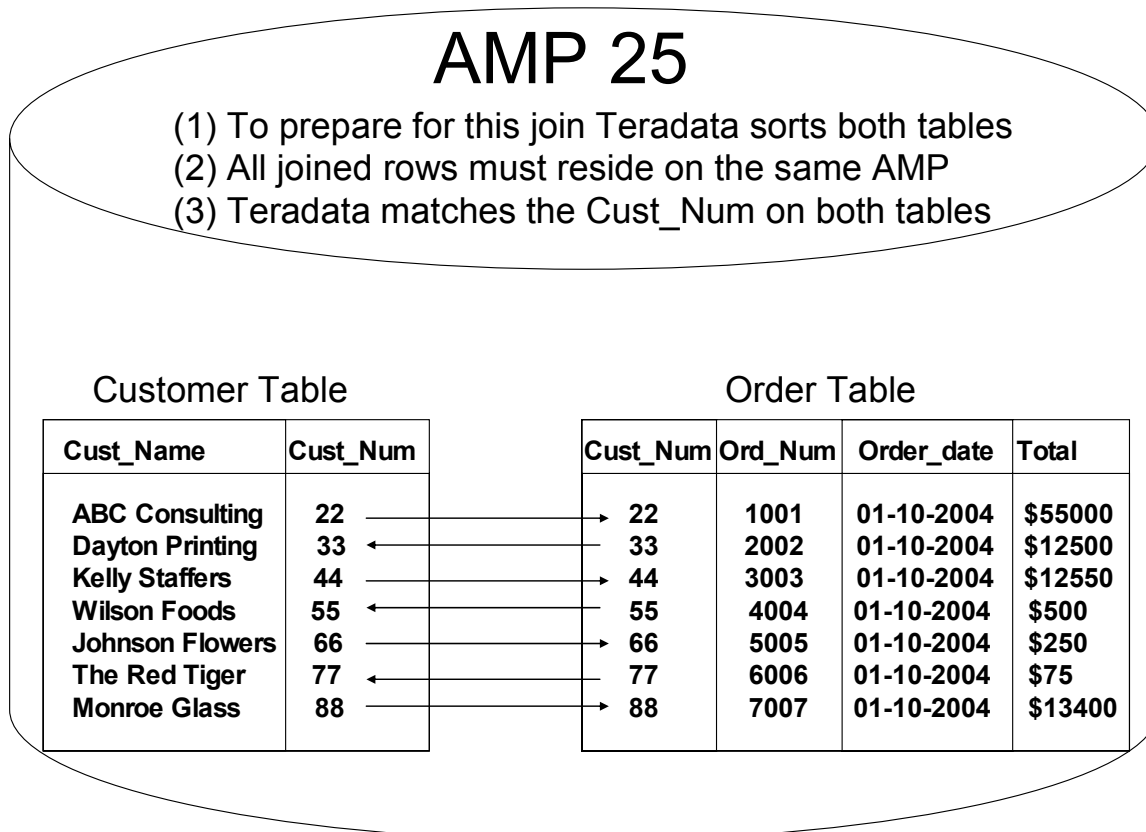 AMP 25
(1) To prepare for this join Teradata sorts both tables
(2) All joined rows must reside on the same AMP
(3) Teradata matches the Cust_Num on both tables
Customer Table
Cust_Name Cust_Num
ABC Consulting 22
Dayton Printing 33
Kelly Staffers 44
Wilson Foods 55
Johnson Flowers 66
The Red Tiger 77
Monroe Glass 88
Order Table
Cust_Num Ord_Num Order_date Total
22 1001 01-10-2004 $55000
33 2002 01-10-2004 $12500
44 3003 01-10-2004 $12550
55 4004 01-10-2004 $500
66 5005 01-10-2004 $250
77 6006 01-10-2004 $75
88 7007 01-10-2004 $13400